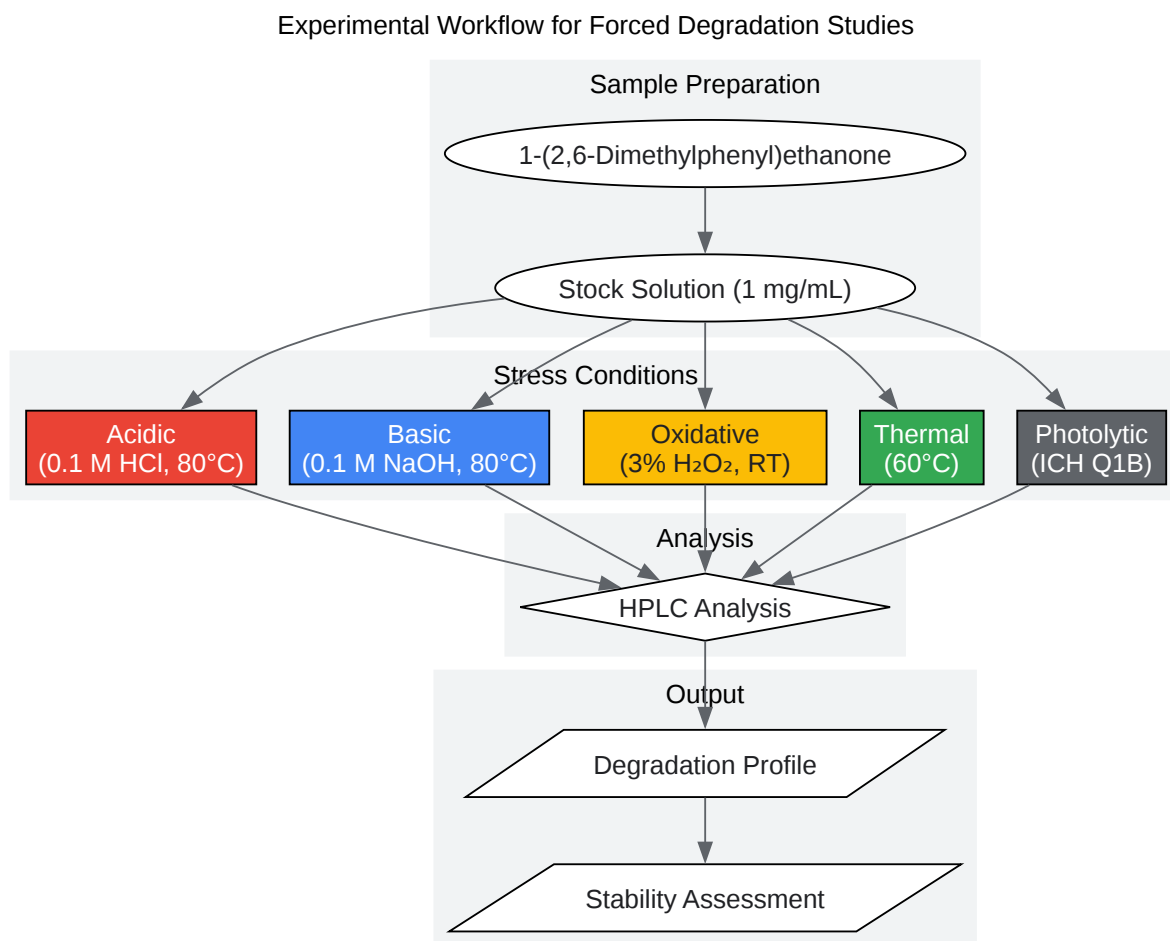 Experimental Workflow for Forced Degradation Studies
Sample Preparation
1-(2,6-Dimethylphenyl)ethanone
Stock Solution (1 mg/mL)
Stress Conditions
Acidic
(0.1 M HCl, 80°C)
Basic
(0.1 M NaOH, 80°C)
Oxidative
(3% H₂O₂, RT)
Thermal
(60°C)
Photolytic
(ICH Q1B)
Analysis
HPLC Analysis
Output
Degradation Profile
Stability Assessment